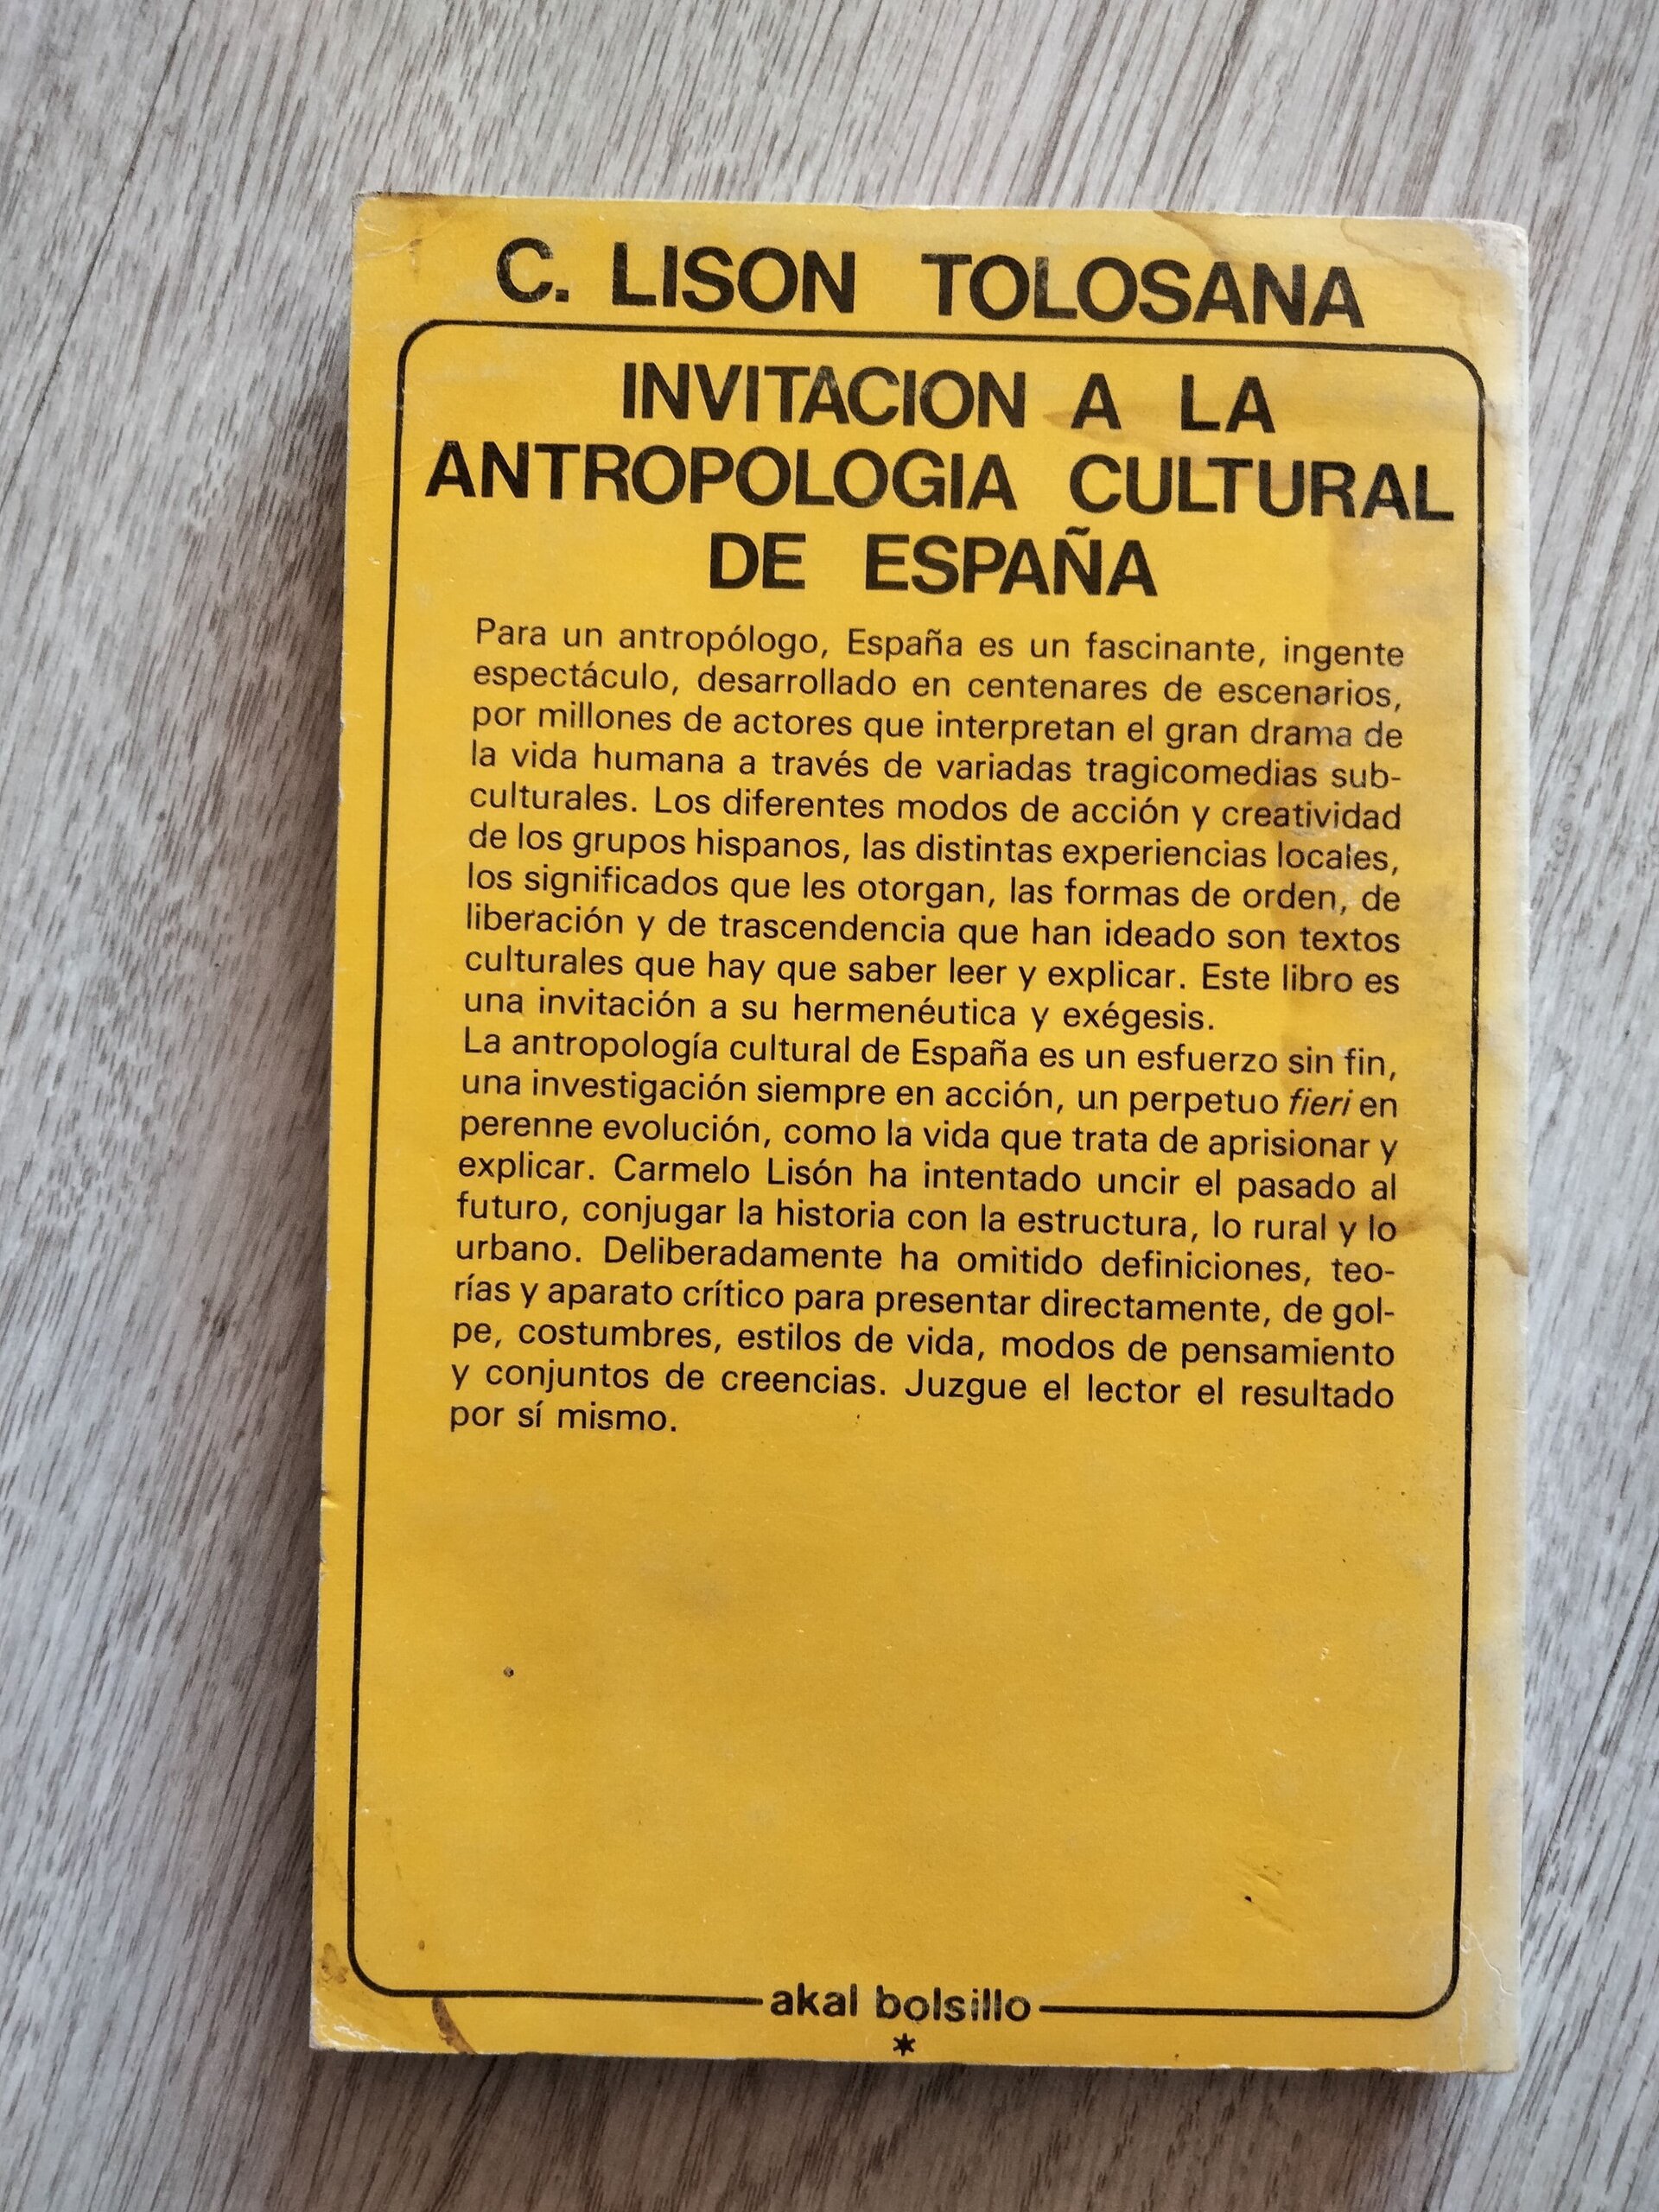 C. LISON TOLOSANA
INVITACION A LA
ANTROPOLOGIA CULTURAL
DE ESPAÑA
Para un antropólogo, España es un fascinante, ingente
espectáculo, desarrollado en centenares de escenarios,
por millones de actores que interpretan el gran drama de
la vida humana a través de variadas tragicomedias sub-
culturales. Los diferentes modos de acción y creatividad
de los grupos hispanos, las distintas experiencias locales,
los significados que les otorgan, las formas de orden, de
liberación y de trascendencia que han ideado son textos
culturales que hay que saber leer y explicar. Este libro es
una invitación a su hermenéutica y exégesis.
La antropología cultural de España es un esfuerzo sin fin,
una investigación siempre en acción, un perpetuo fieri en
perenne evolución, como la vida que trata de aprisionar y
explicar. Carmelo Lisón ha intentado uncir el pasado al
futuro, conjugar la historia con la estructura, lo rural y lo
urbano. Deliberadamente ha omitido definiciones, teo-
rías y aparato crítico para presentar directamente, de gol-
pe, costumbres, estilos de vida, modos de pensamiento
y conjuntos de creencias. Juzgue el lector el resultado
por sí mismo.
akal bolsillo
*